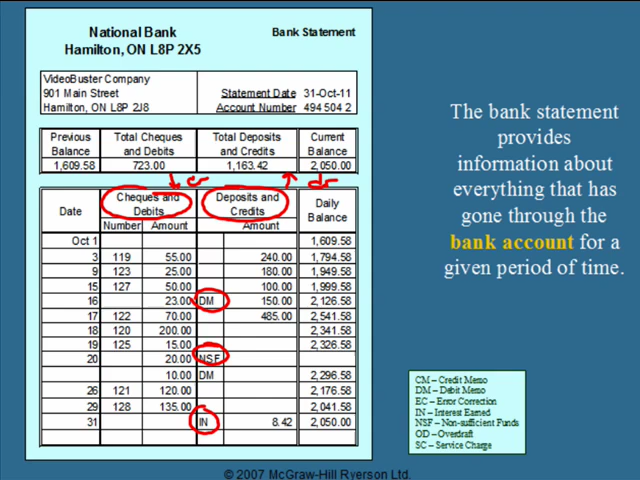 National Bank
Hamilton, ON L8P 2X5
Bank Statement
VideoBuster Company
901 Main Street
Hamilton, ON L8P 2J8
Statement Date 31-Oct-11
Account Number 494 504 2
Previous Balance Total Cheques and Debits Total Deposits and Credits Current Balance
1,609.58 723.00 1,163.42 2,050.00
cr dr
Date Cheques and Debits Deposits and Credits Daily Balance
Number Amount Amount
Oct 1 1,609.58
3 119 55.00 240.00 1,794.58
9 123 25.00 180.00 1,949.58
15 127 50.00 100.00 1,999.58
16 23.00 DM 150.00 2,126.58
17 122 70.00 485.00 2,541.58
18 120 200.00 2,341.58
19 125 15.00 2,326.58
20 20.00 NSF
10.00 DM 2,296.58
26 121 120.00 2,176.58
29 128 135.00 2,041.58
31 IN 8.42 2,050.00
The bank statement
provides
information about
everything that has
gone through the
bank account for a
given period of time.
CM – Credit Memo
DM – Debit Memo
EC – Error Correction
IN – Interest Earned
NSF – Non-sufficient Funds
OD – Overdraft
SC – Service Charge
© 2007 McGraw-Hill Ryerson Ltd.